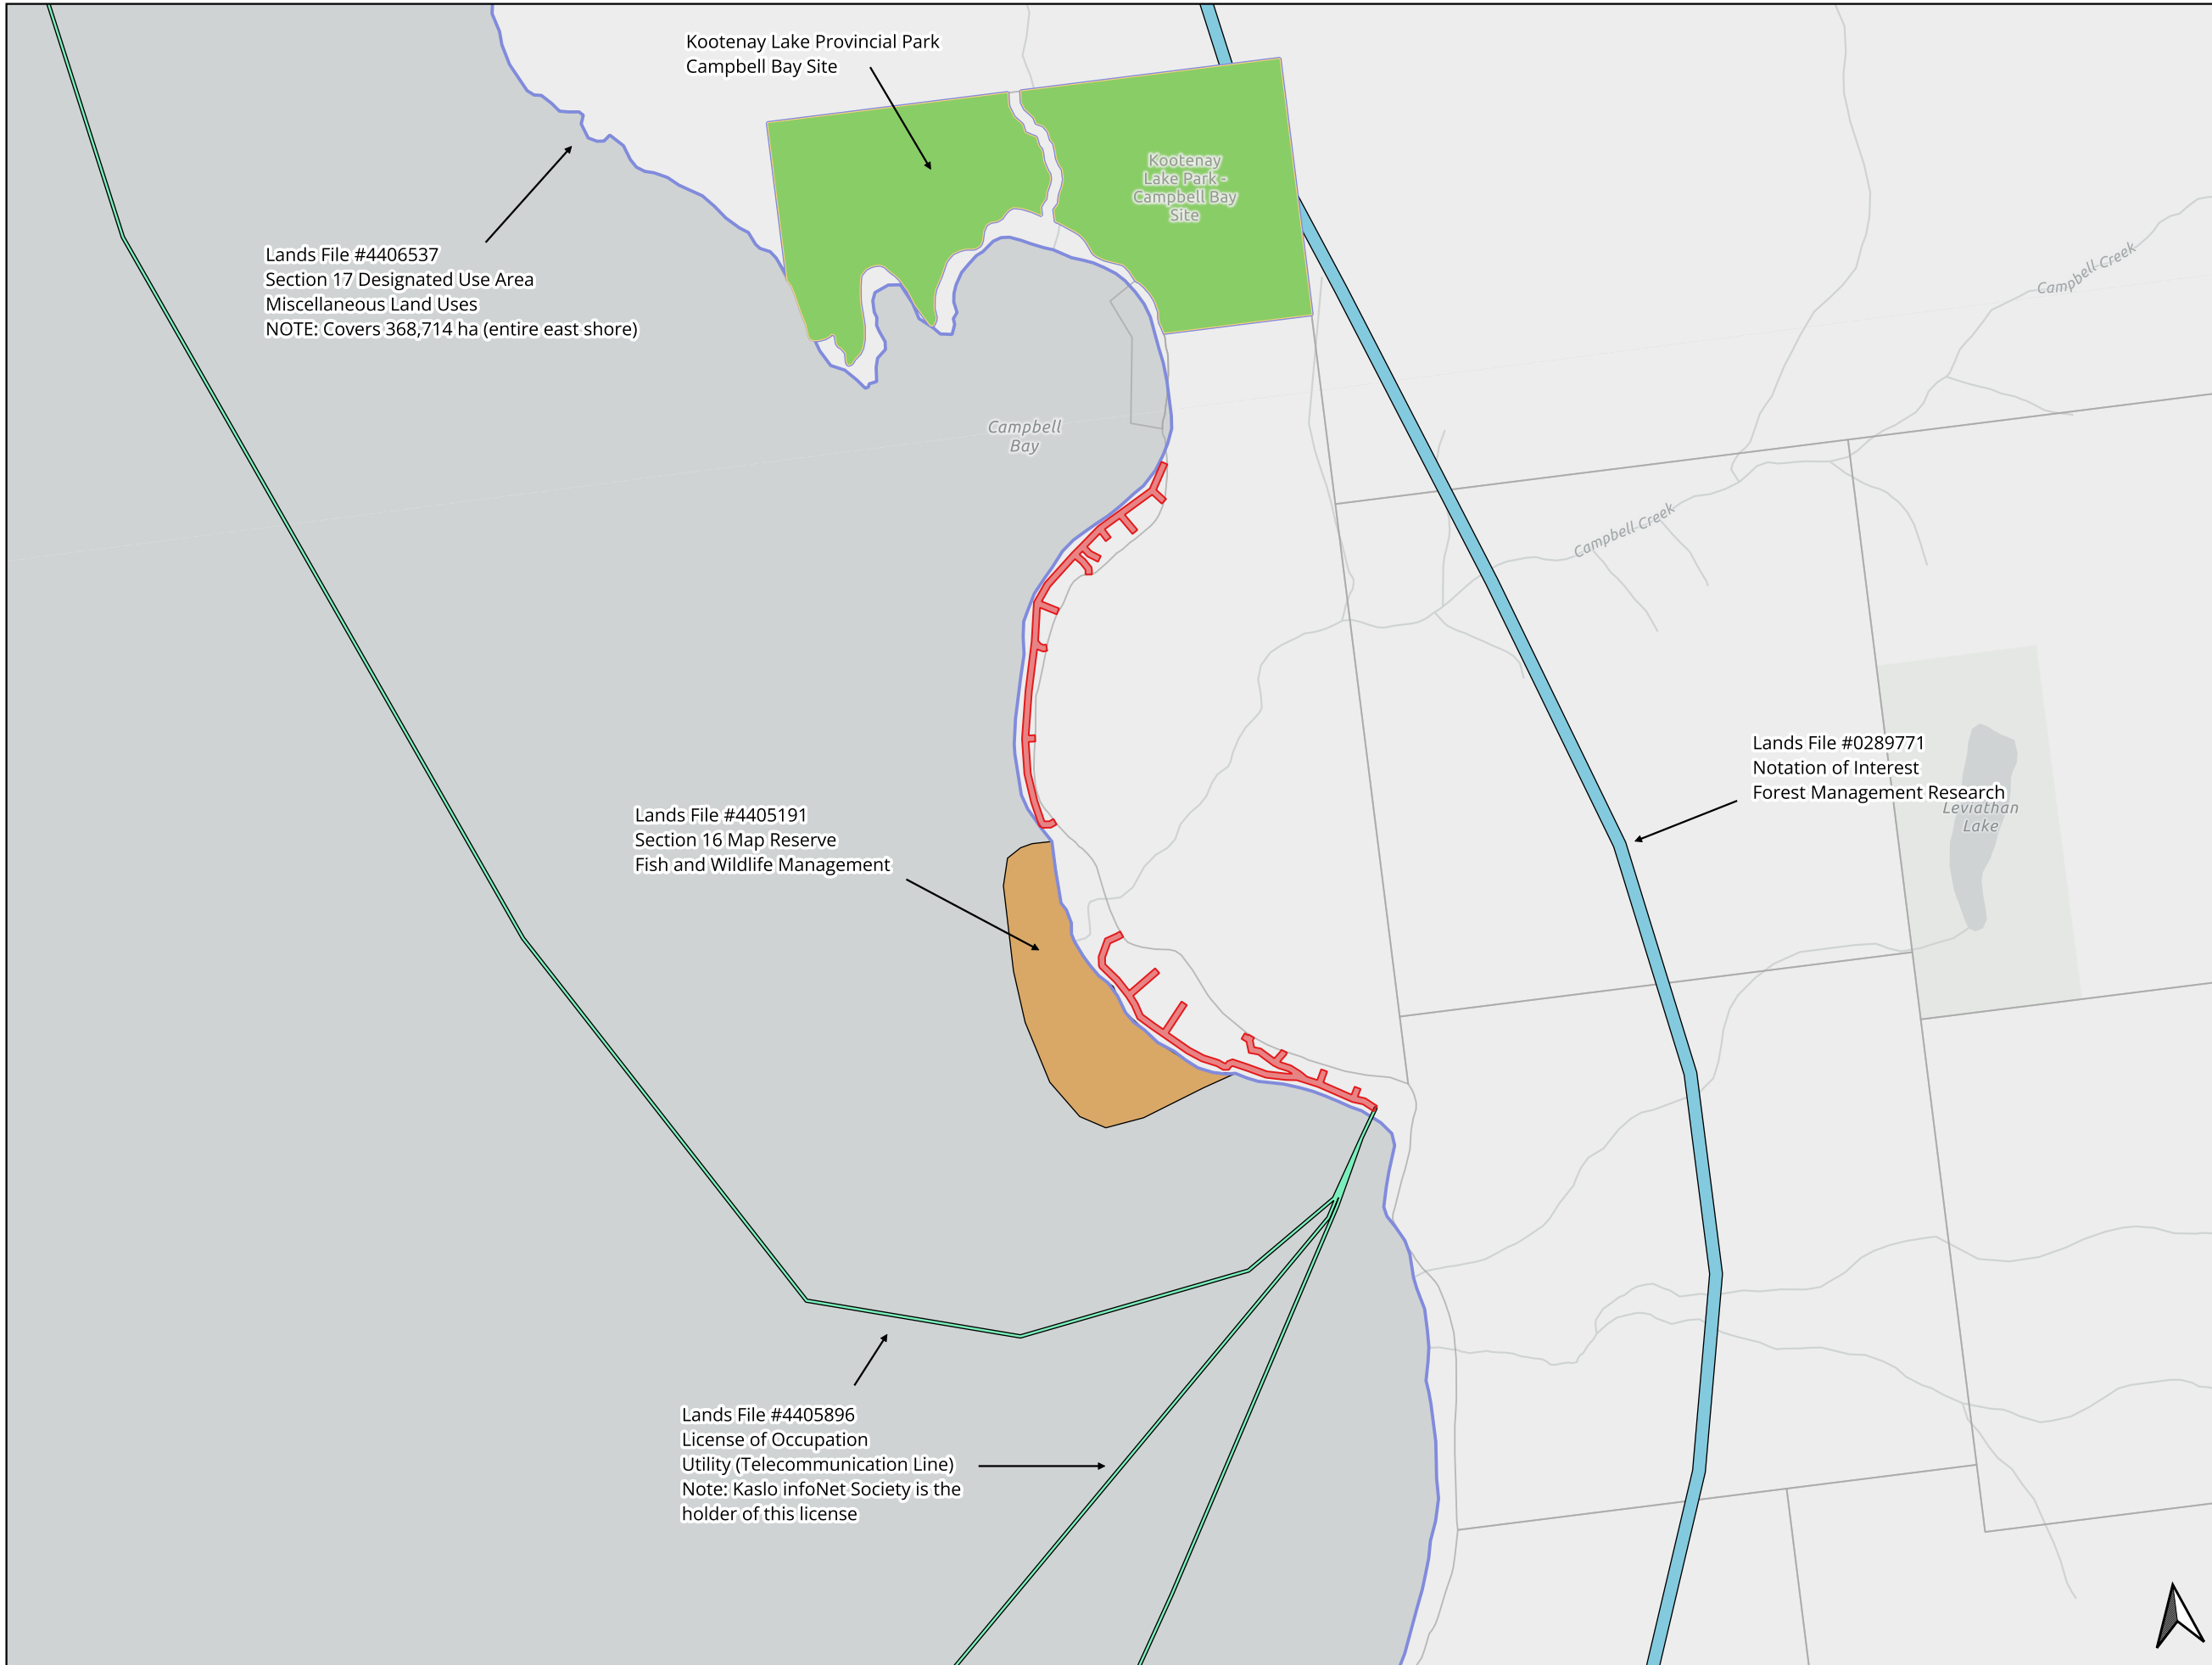 Kootenay Lake Provincial Park
Campbell Bay Site
Kootenay
Lake Park -
Campbell Bay
Site
Lands File #4406537
Section 17 Designated Use Area
Miscellaneous Land Uses
NOTE: Covers 368,714 ha (entire east shore)
Campbell Creek
Campbell
Bay
Campbell Creek
Lands File #0289771
Notation of Interest
Forest Management Research
Leviathan
Lake
Lands File #4405191
Section 16 Map Reserve
Fish and Wildlife Management
Lands File #4405896
License of Occupation
Utility (Telecommunication Line)
Note: Kaslo infoNet Society is the
holder of this license